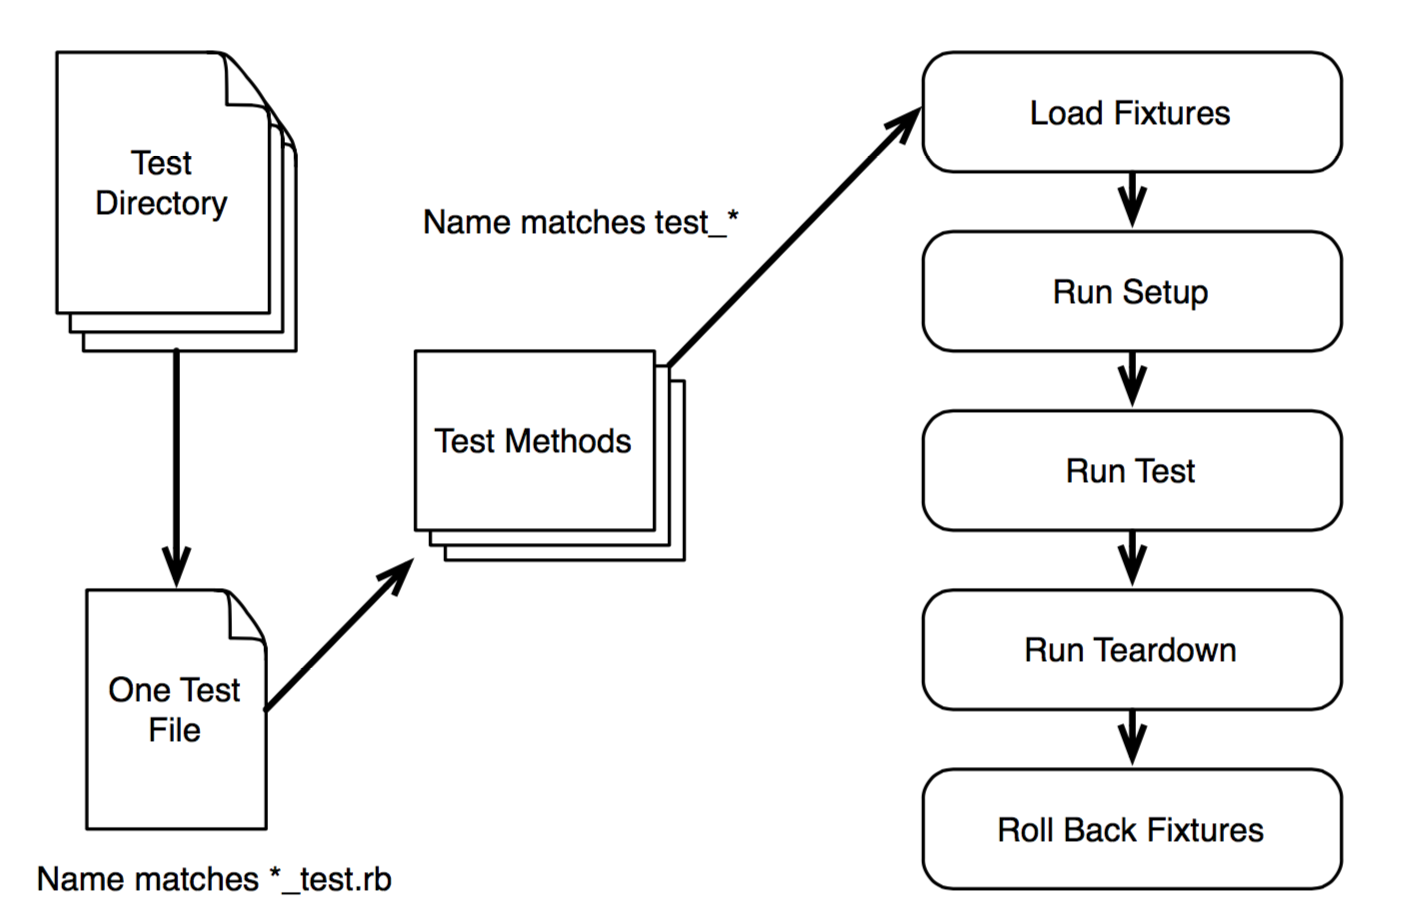 Test
Directory
One Test
File
Name matches *_test.rb
Test Methods
Name matches test_*
Load Fixtures
Run Setup
Run Test
Run Teardown
Roll Back Fixtures